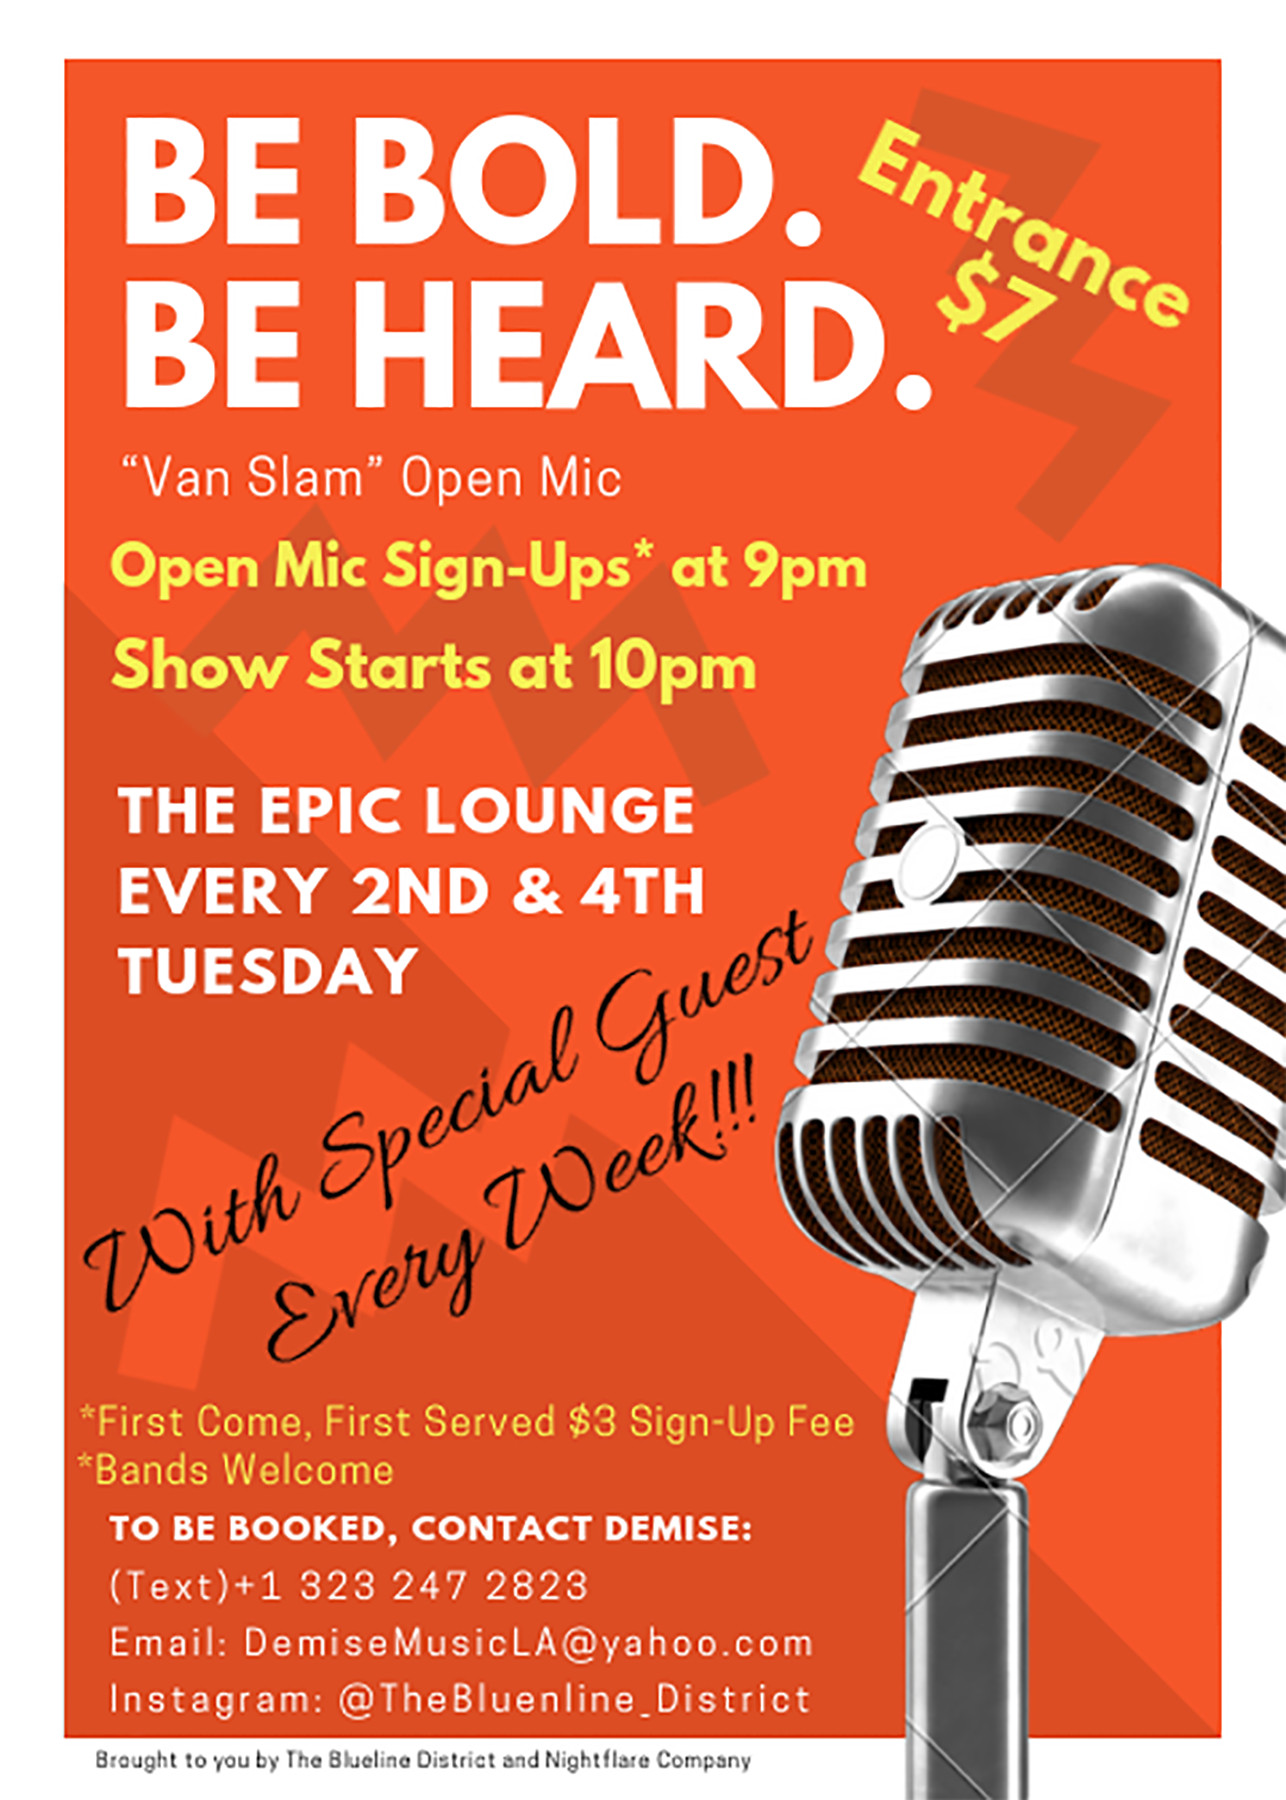 BE BOLD.
BE HEARD.
Entrance
$7
“Van Slam” Open Mic
Open Mic Sign-Ups* at 9pm
Show Starts at 10pm
THE EPIC LOUNGE
EVERY 2ND & 4TH
TUESDAY
With Special Guest
Every Week!!!
*First Come, First Served $3 Sign-Up Fee
*Bands Welcome
TO BE BOOKED, CONTACT DEMISE:
(Text)+1 323 247 2823
Email: DemiseMusicLA@yahoo.com
Instagram: @TheBluenline_District
Brought to you by The Blueline District and Nightflare Company